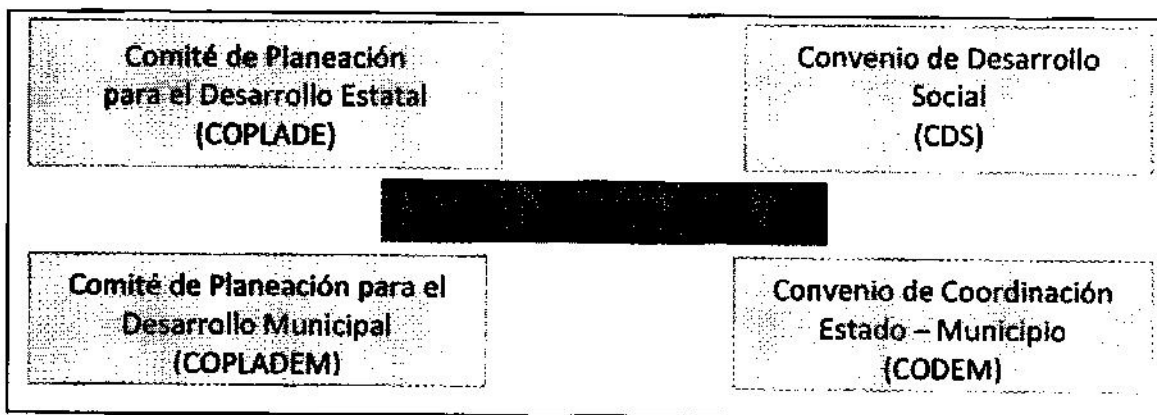 Comité de Planeación
para el Desarrollo Estatal
(COPLADE)
Convenio de Desarrollo
Social
(CDS)
Comité de Planeación para el
Desarrollo Municipal
(COPLADEM)
Convenio de Coordinación
Estado – Municipio
(CODEM)